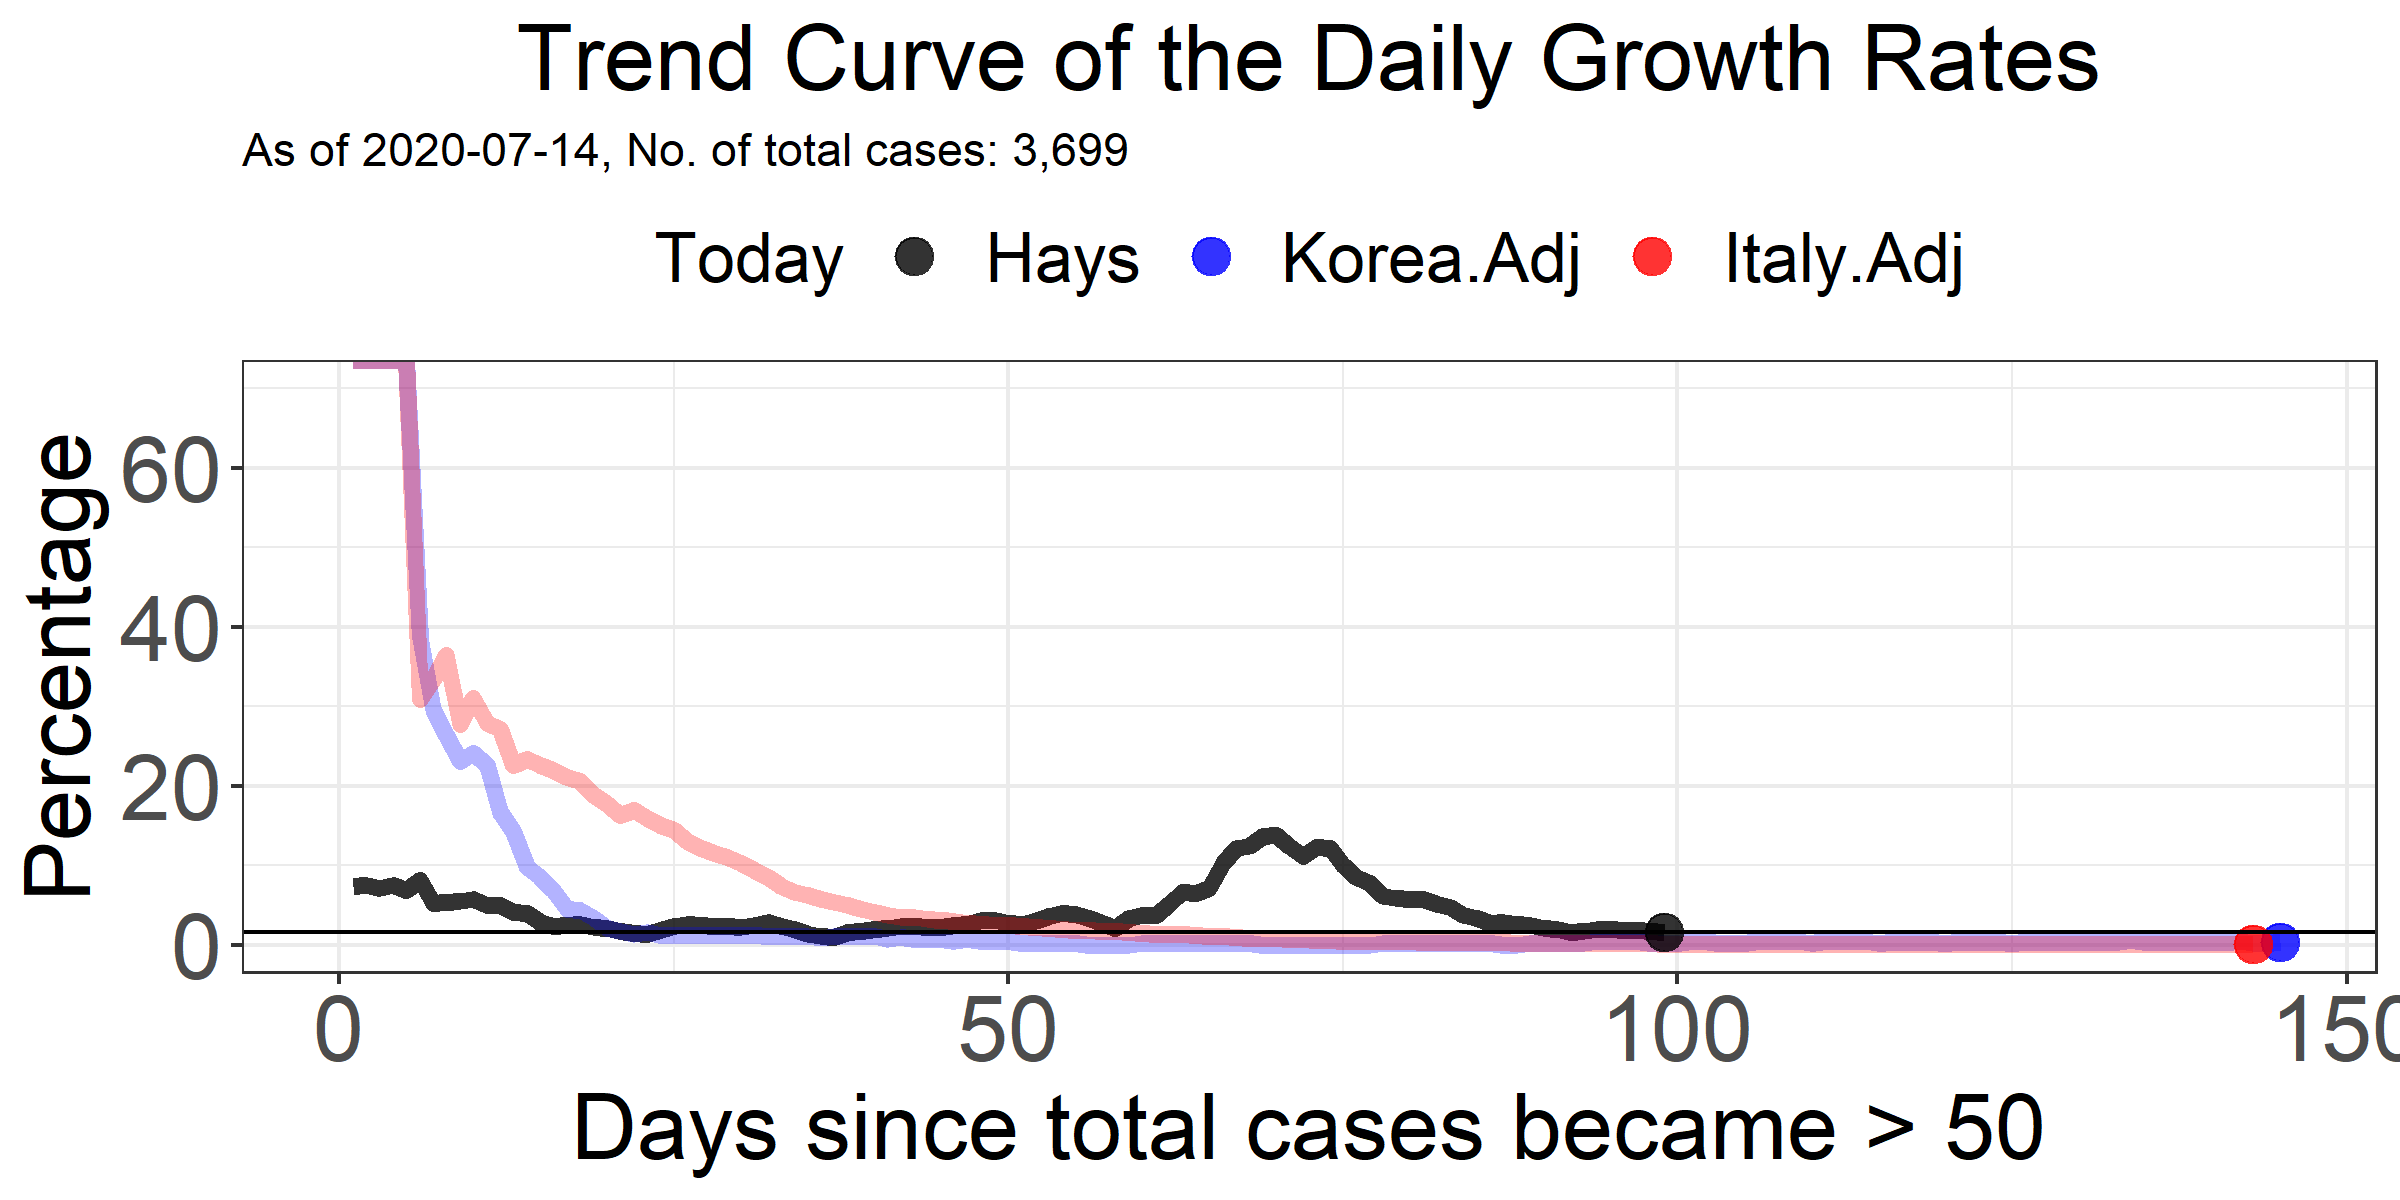 Trend Curve of the Daily Growth Rates
As of 2020-07-14, No. of total cases: 3,699
Today Hays Korea.Adj Italy.Adj
Percentage
60
40
20
0
0 50 100 150
Days since total cases became > 50